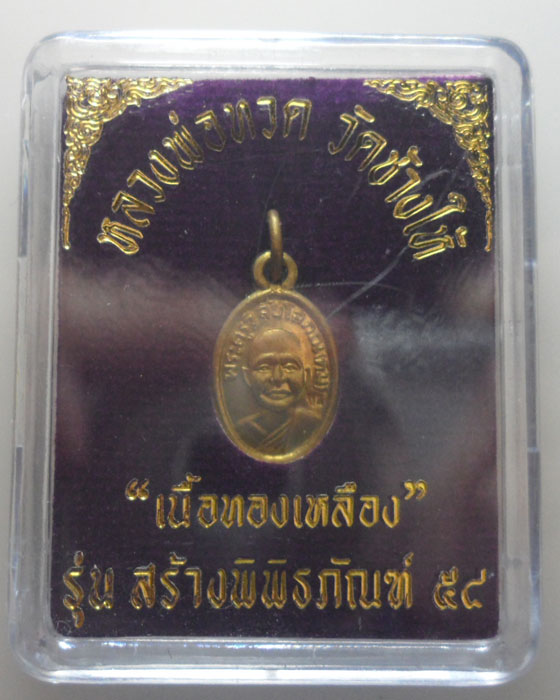 หลวงพ่อทวด วัดช้างให้
"เนื้อทองเหลือง"
รุ่น สร้างพิพิธภัณฑ์ ๕๔